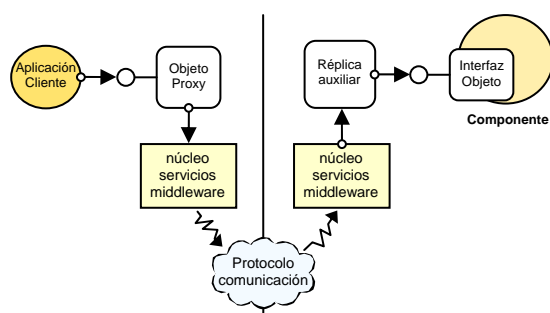 Aplicación
Cliente
Objeto
Proxy
núcleo
servicios
middleware
Protocolo
comunicación
núcleo
servicios
middleware
Réplica
auxiliar
Interfaz
Objeto
Componente